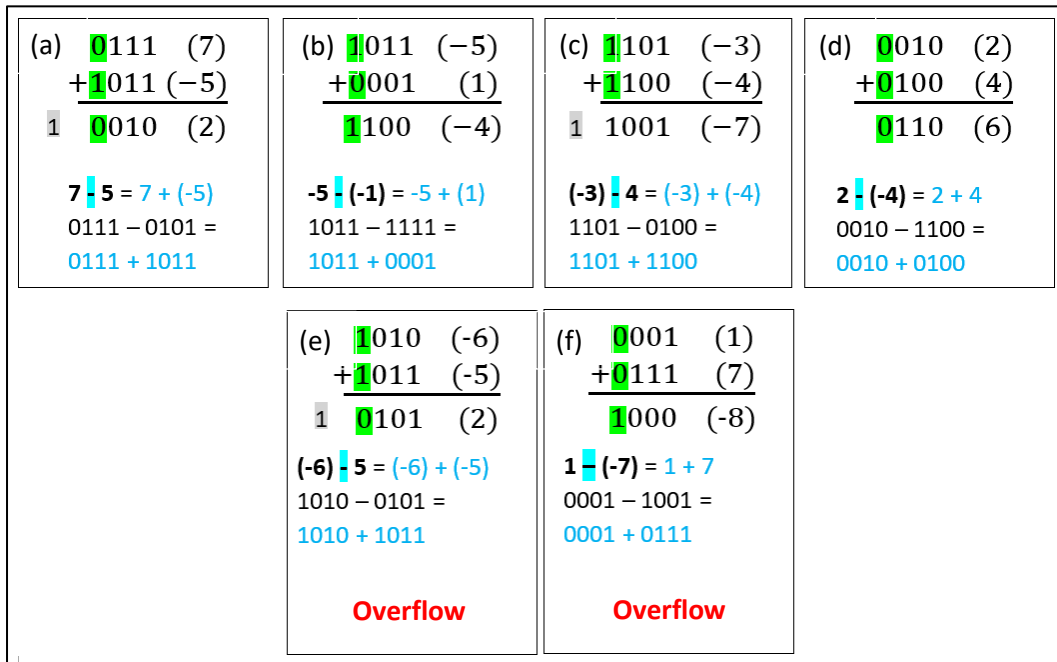 (a) 0111 (7)
+1011 (−5)
1 0010 (2)
7 - 5 = 7 + (-5)
0111 – 0101 =
0111 + 1011
(b) 1011 (−5)
+0001 (1)
1100 (−4)
-5 - (-1) = -5 + (1)
1011 – 1111 =
1011 + 0001
(c) 1101 (−3)
+1100 (−4)
1 1001 (−7)
(-3) - 4 = (-3) + (-4)
1101 – 0100 =
1101 + 1100
(d) 0010 (2)
+0100 (4)
0110 (6)
2 - (-4) = 2 + 4
0010 – 1100 =
0010 + 0100
(e) 1010 (-6)
+1011 (-5)
1 0101 (2)
(-6) - 5 = (-6) + (-5)
1010 – 0101 =
1010 + 1011
Overflow
(f) 0001 (1)
+0111 (7)
1000 (-8)
1 – (-7) = 1 + 7
0001 – 1001 =
0001 + 0111
Overflow